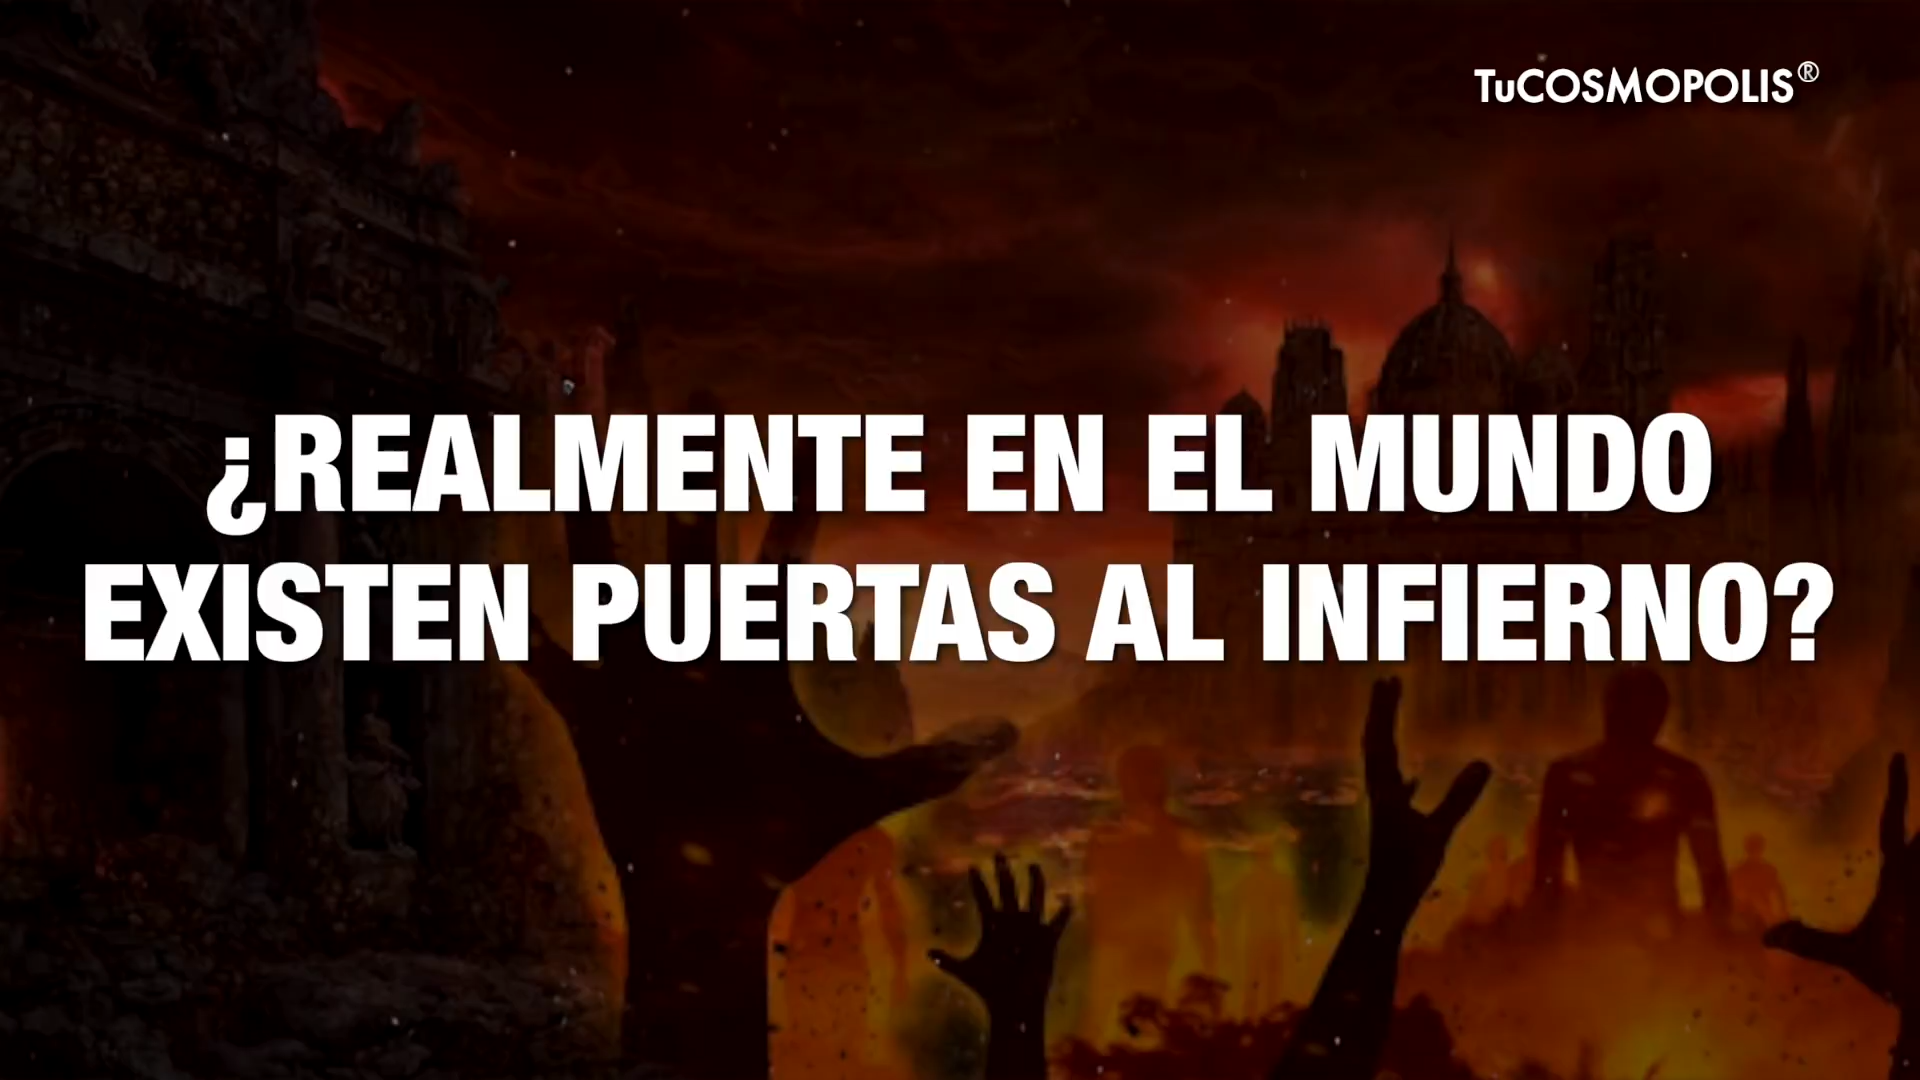 TuCOSMOPOLIS®
¿REALMENTE EN EL MUNDO
EXISTEN PUERTAS AL INFIERNO?